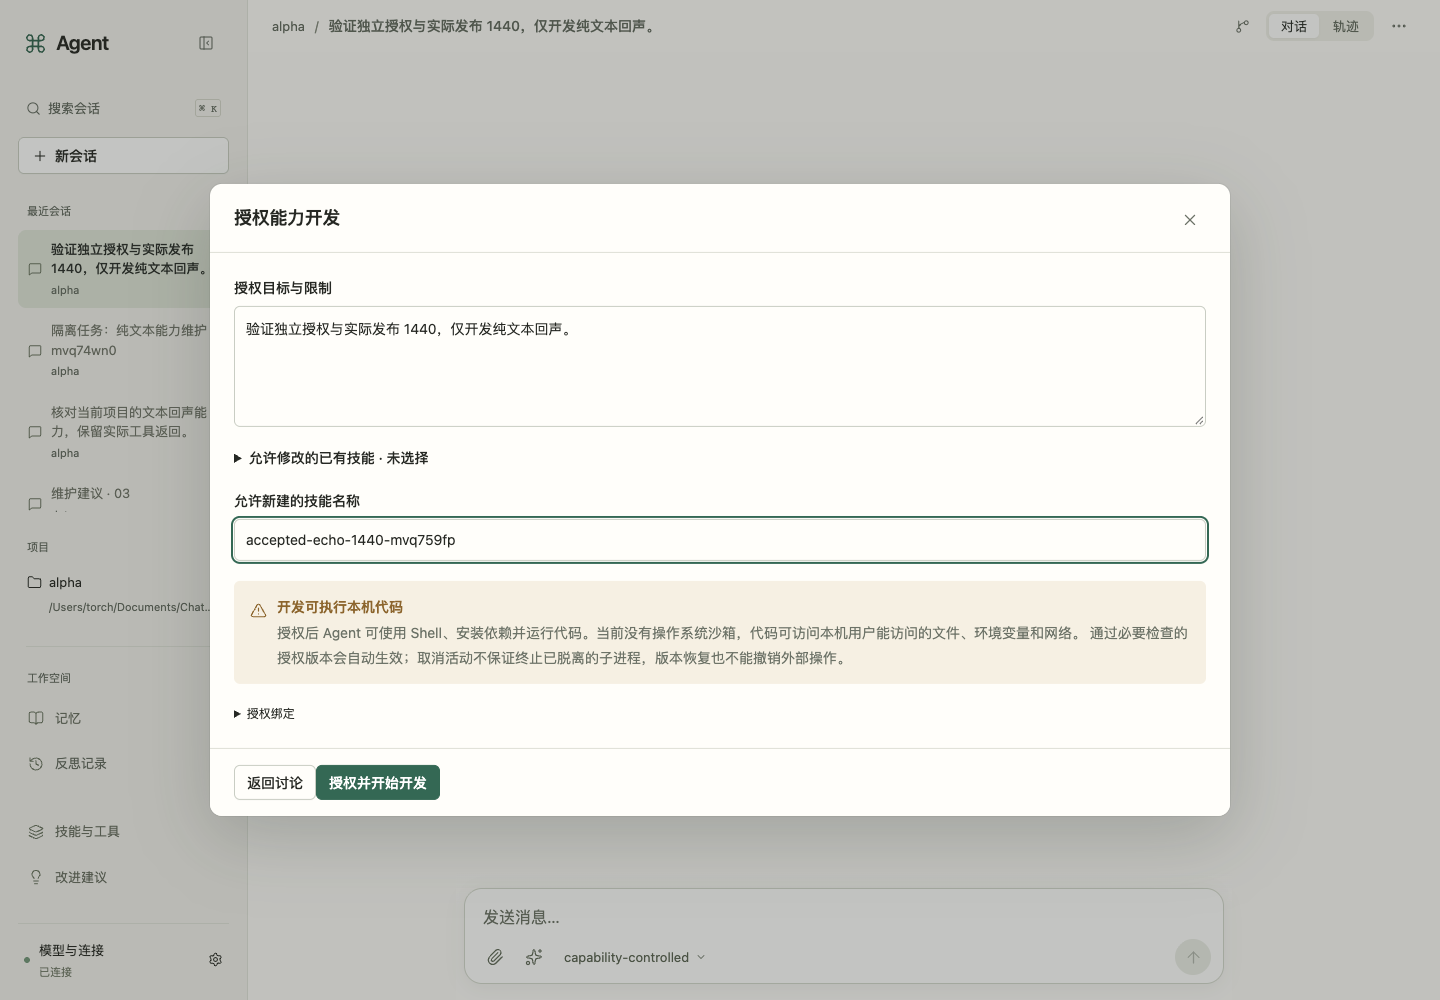 Agent
搜索会话
⌘ K
新会话
最近会话
验证独立授权与实际发布
1440，仅开发纯文本回声。
alpha
隔离任务：纯文本能力维护
mvq74wn0
alpha
核对当前项目的文本回声能
力，保留实际工具返回。
alpha
维护建议 · 03
项目
alpha
/Users/torch/Documents/Chat...
工作空间
记忆
反思记录
技能与工具
改进建议
模型与连接
已连接
alpha / 验证独立授权与实际发布 1440，仅开发纯文本回声。
对话
轨迹
授权能力开发
授权目标与限制
验证独立授权与实际发布 1440，仅开发纯文本回声。
允许修改的已有技能 · 未选择
允许新建的技能名称
accepted-echo-1440-mvq759fp
开发可执行本机代码
授权后 Agent 可使用 Shell、安装依赖并运行代码。当前没有操作系统沙箱，代码可访问本机用户能访问的文件、环境变量和网络。 通过必要检查的
授权版本会自动生效；取消活动不保证终止已脱离的子进程，版本恢复也不能撤销外部操作。
授权绑定
返回讨论
授权并开始开发
发送消息...
capability-controlled